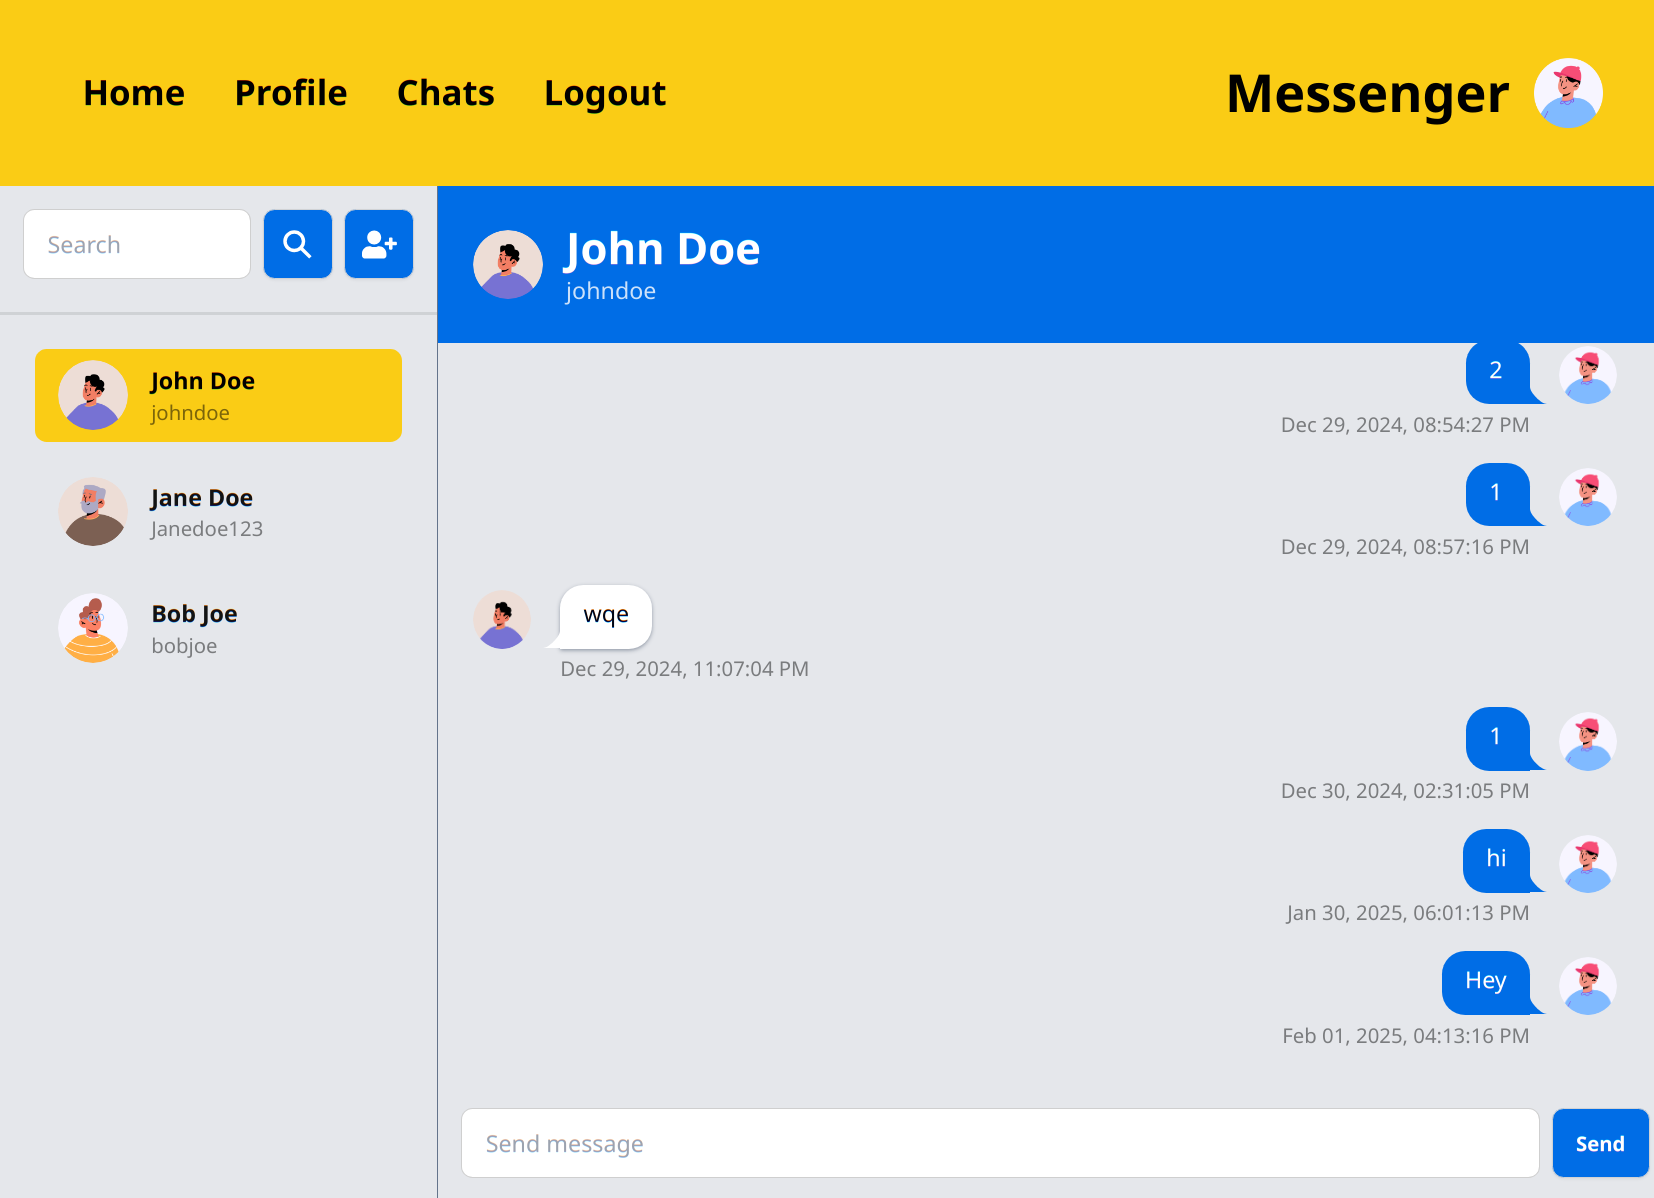 Home Profile Chats Logout
Messenger
Search
John Doe
johndoe
Jane Doe
Janedoe123
Bob Joe
bobjoe
John Doe
johndoe
2
Dec 29, 2024, 08:54:27 PM
1
Dec 29, 2024, 08:57:16 PM
wqe
Dec 29, 2024, 11:07:04 PM
1
Dec 30, 2024, 02:31:05 PM
hi
Jan 30, 2025, 06:01:13 PM
Hey
Feb 01, 2025, 04:13:16 PM
Send message
Send